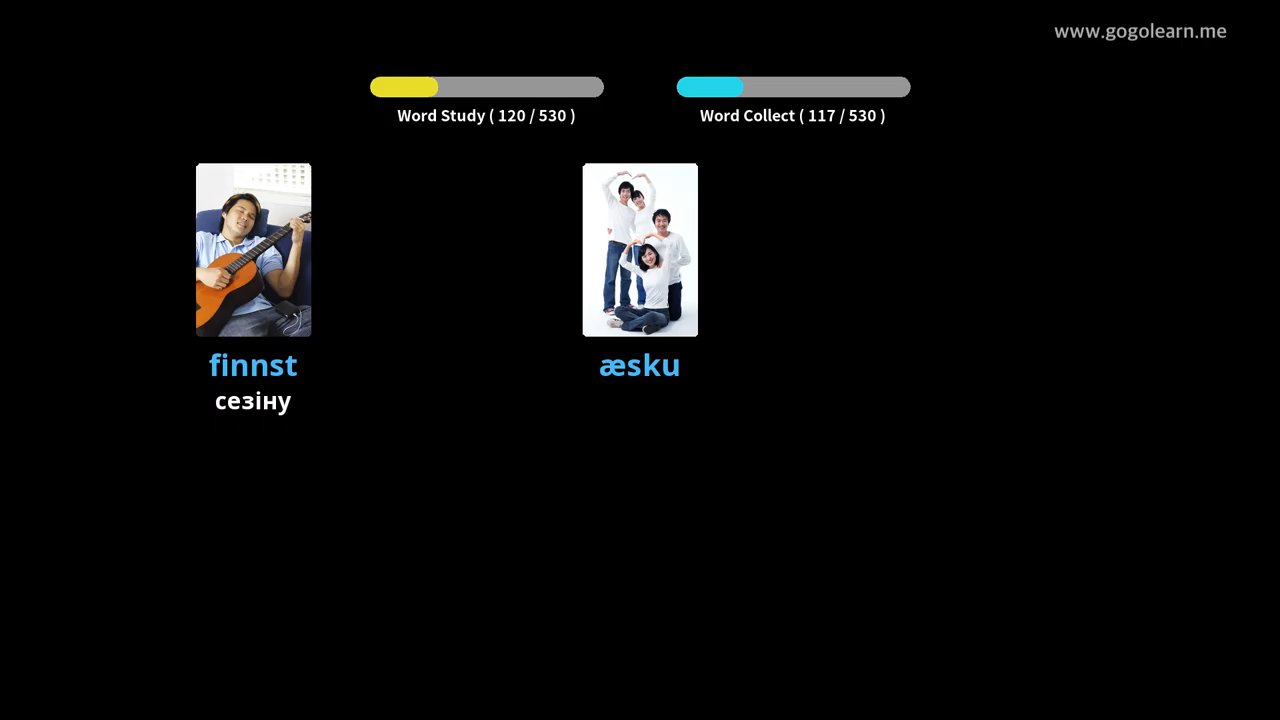 www.gogolearn.me
Word Study ( 120 / 530 )
Word Collect ( 117 / 530 )
finnst
æsku
сезіну